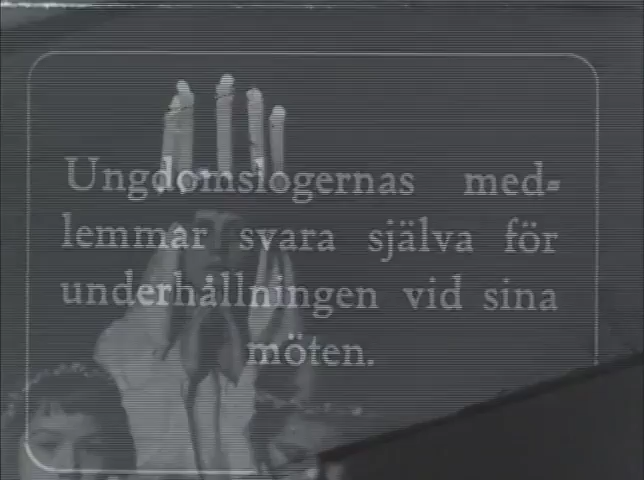 Ungdomslogernas med=
lemmar svara själva för
underhållningen vid sina
möten.